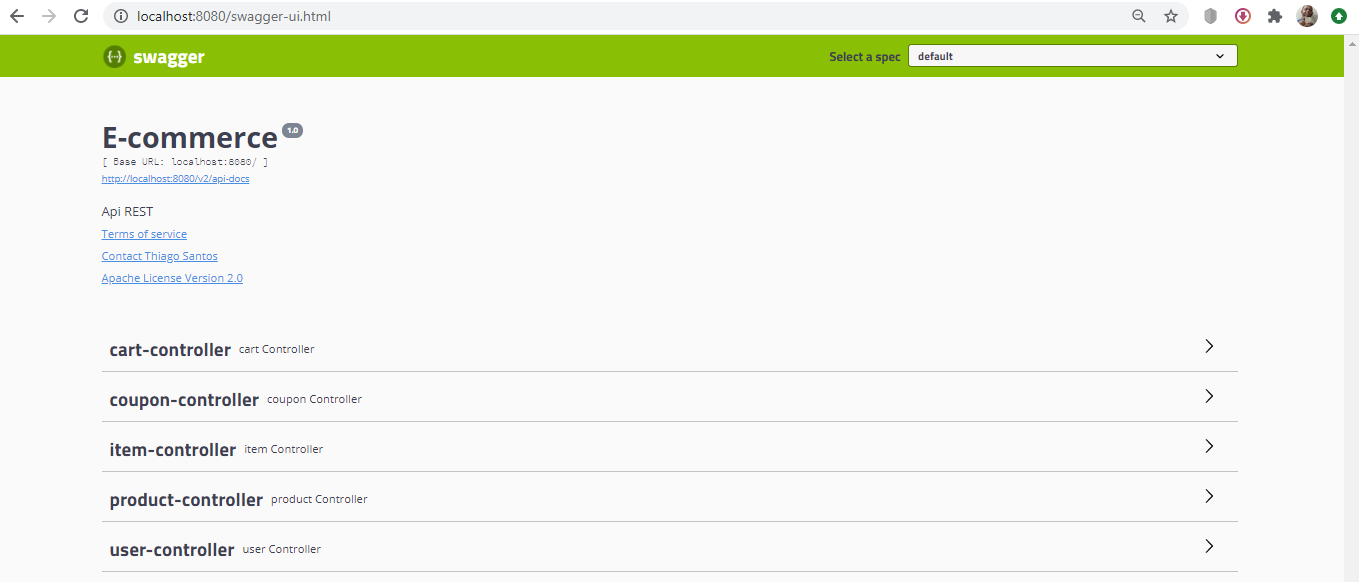 localhost:8080/swagger-ui.html
swagger
Select a spec default
E-commerce 1.0
[ Base URL: localhost:8080/ ]
http://localhost:8080/v2/api-docs
Api REST
Terms of service
Contact Thiago Santos
Apache License Version 2.0
cart-controller cart Controller
coupon-controller coupon Controller
item-controller item Controller
product-controller product Controller
user-controller user Controller